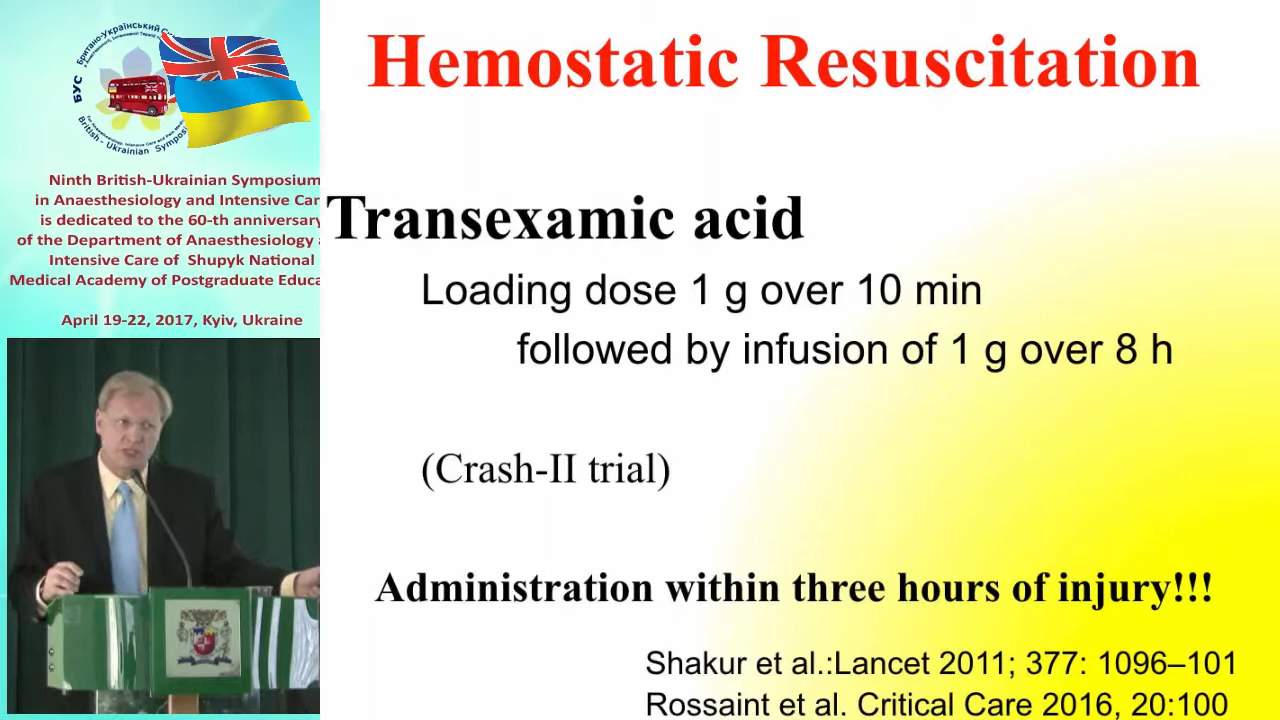 Британо-Український Си
БУС
British - Ukrainian Sympos
Ninth British-Ukrainian Symposium
in Anaesthesiology and Intensive Car
is dedicated to the 60-th anniversary
of the Department of Anaesthesiology a
Intensive Care of Shupyk National
Medical Academy of Postgraduate Educa
April 19-22, 2017, Kyiv, Ukraine
Hemostatic Resuscitation
Transexamic acid
Loading dose 1 g over 10 min
followed by infusion of 1 g over 8 h
(Crash-II trial)
Administration within three hours of injury!!!
Shakur et al.:Lancet 2011; 377: 1096–101
Rossaint et al. Critical Care 2016, 20:100